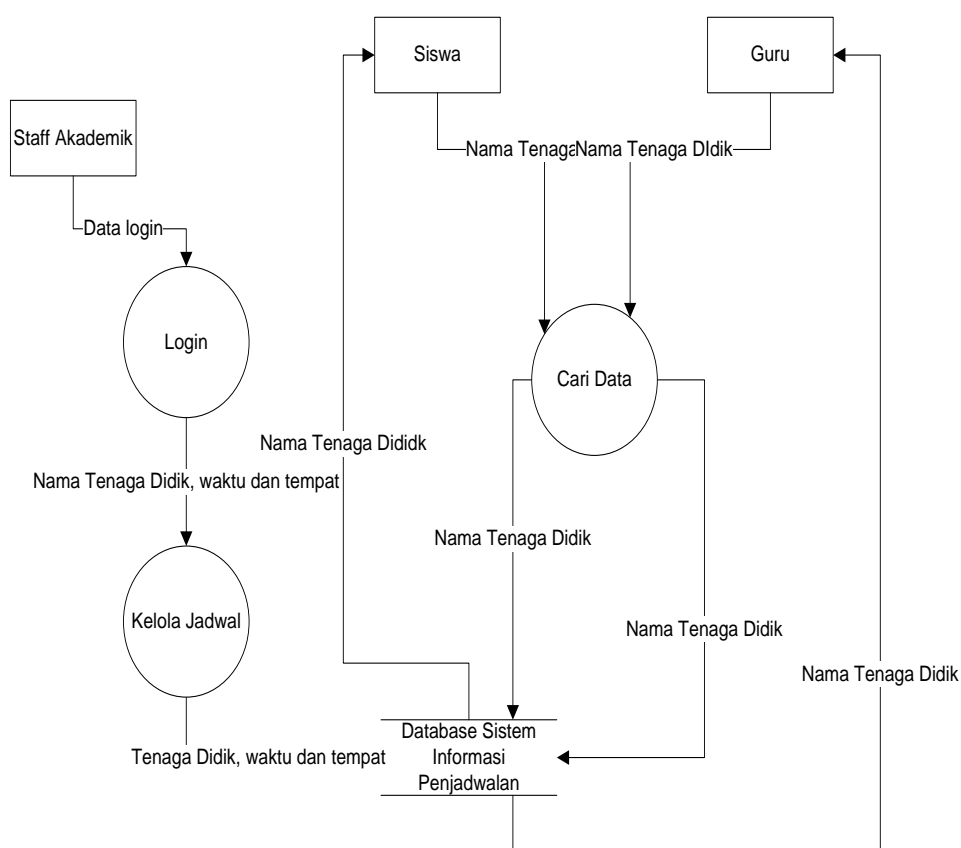 Siswa
Guru
Staff Akademik
Nama Tenaga
Nama Tenaga DIdik
Data login
Login
Cari Data
Nama Tenaga Dididk
Nama Tenaga Didik, waktu dan tempat
Nama Tenaga Didik
Kelola Jadwal
Nama Tenaga Didik
Nama Tenaga Didik
Database Sistem
Informasi
Penjadwalan
Tenaga Didik, waktu dan tempat